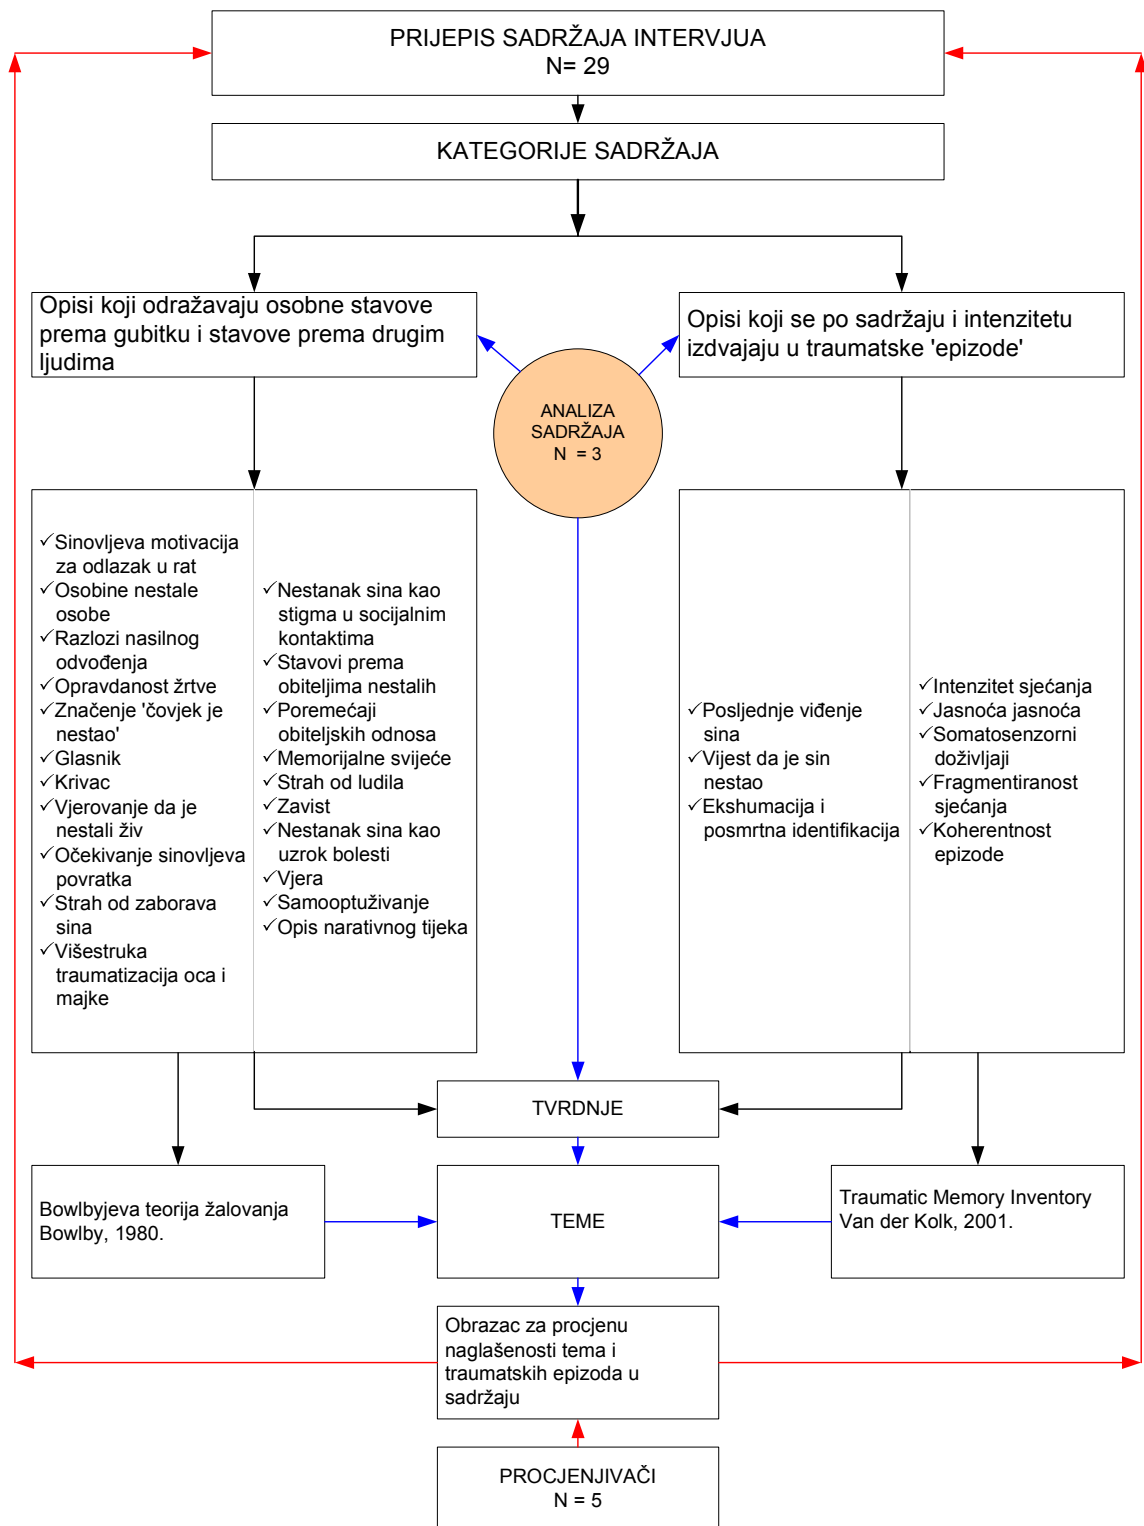 PRIJEPIS SADRŽAJA INTERVJUA
N= 29
KATEGORIJE SADRŽAJA
Opisi koji odražavaju osobne stavove
prema gubitku i stavove prema drugim
ljudima
Opisi koji se po sadržaju i intenzitetu
izdvajaju u traumatske 'epizode'
ANALIZA
SADRŽAJA
N = 3
✓Sinovljeva motivacija
za odlazak u rat
✓Osobine nestale
osobe
✓Razlozi nasilnog
odvođenja
✓Opravdanost žrtve
✓Značenje 'čovjek je
nestao'
✓Glasnik
✓Krivac
✓Vjerovanje da je
nestali živ
✓Očekivanje sinovljeva
povratka
✓Strah od zaborava
sina
✓Višestruka
traumatizacija oca i
majke
✓Nestanak sina kao
stigma u socijalnim
kontaktima
✓Stavovi prema
obiteljima nestalih
✓Poremećaji
obiteljskih odnosa
✓Memorijalne svijeće
✓Strah od ludila
✓Zavist
✓Nestanak sina kao
uzrok bolesti
✓Vjera
✓Samooptuživanje
✓Opis narativnog tijeka
✓Posljednje viđenje
sina
✓Vijest da je sin
nestao
✓Ekshumacija i
posmrtna identifikacija
✓Intenzitet sjećanja
✓Jasnoća jasnoća
✓Somatosenzorni
doživljaji
✓Fragmentiranost
sjećanja
✓Koherentnost
epizode
TVRDNJE
Bowlbyjeva teorija žalovanja
Bowlby, 1980.
TEME
Traumatic Memory Inventory
Van der Kolk, 2001.
Obrazac za procjenu
naglašenosti tema i
traumatskih epizoda u
sadržaju
PROCJENJIVAČI
N = 5